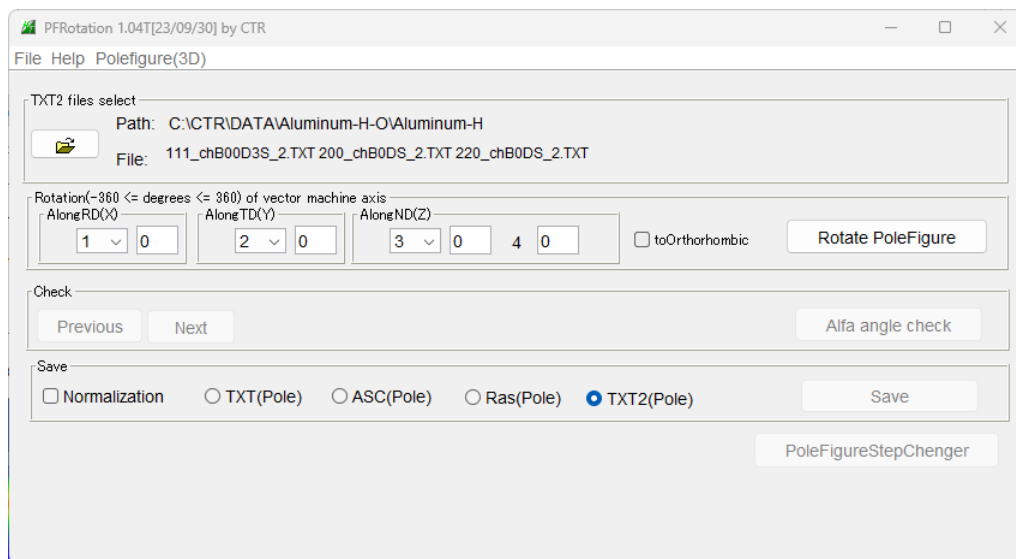 PFRotation 1.04T[23/09/30] by CTR
File Help Polefigure(3D)
TXT2 files select
Path: C:\CTR\DATA\Aluminum-H-O\Aluminum-H
File: 111_chB00D3S_2.TXT 200_chB0DS_2.TXT 220_chB0DS_2.TXT
Rotation(-360 <= degrees <= 360) of vector machine axis
AlongRD(X) AlongTD(Y) AlongND(Z)
1 0 2 0 3 0 4 0 toOrthorhombic Rotate PoleFigure
Check
Previous Next Alfa angle check
Save
Normalization TXT(Pole) ASC(Pole) Ras(Pole) TXT2(Pole) Save
PoleFigureStepChenger